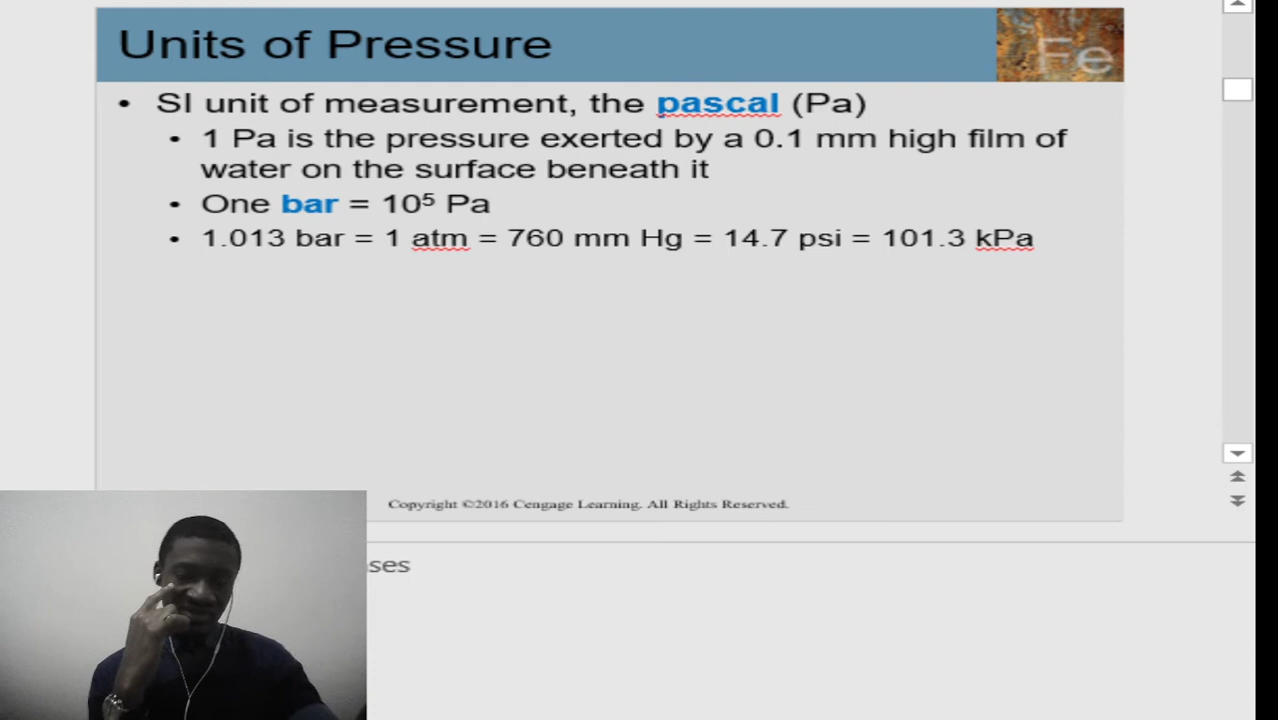 Units of Pressure
Fe
• SI unit of measurement, the pascal (Pa)
• 1 Pa is the pressure exerted by a 0.1 mm high film of
water on the surface beneath it
• One bar = 10⁵ Pa
• 1.013 bar = 1 atm = 760 mm Hg = 14.7 psi = 101.3 kPa
Copyright ©2016 Cengage Learning. All Rights Reserved.